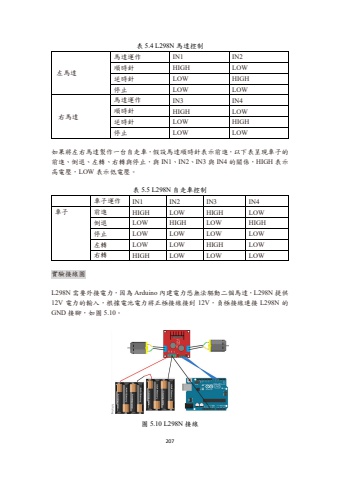 表 5.4 L298N 馬達控制
左馬達 馬達運作 IN1 IN2
順時針 HIGH LOW
逆時針 LOW HIGH
停止 LOW LOW
右馬達 馬達運作 IN3 IN4
順時針 HIGH LOW
逆時針 LOW HIGH
停止 LOW LOW
如果將左右馬達製作一台自走車，假設馬達順時針表示前進，以下表呈現車子的
前進、倒退、左轉、右轉與停止，與 IN1、IN2、IN3 與 IN4 的關係，HIGH 表示
高電壓，LOW 表示低電壓。
表 5.5 L298N 自走車控制
車子 車子運作 IN1 IN2 IN3 IN4
前進 HIGH LOW HIGH LOW
倒退 LOW HIGH LOW HIGH
停止 LOW LOW LOW LOW
左轉 LOW LOW HIGH LOW
右轉 HIGH LOW LOW LOW
實驗接線圖
L298N 需要外接電力，因為 Arduino 內建電力恐無法驅動二個馬達，L298N 提供
12V 電力的輸入，根據電池電力將正極接線接到 12V，負極接線連接 L298N 的
GND 接腳，如圖 5.10。
圖 5.10 L298N 接線
207